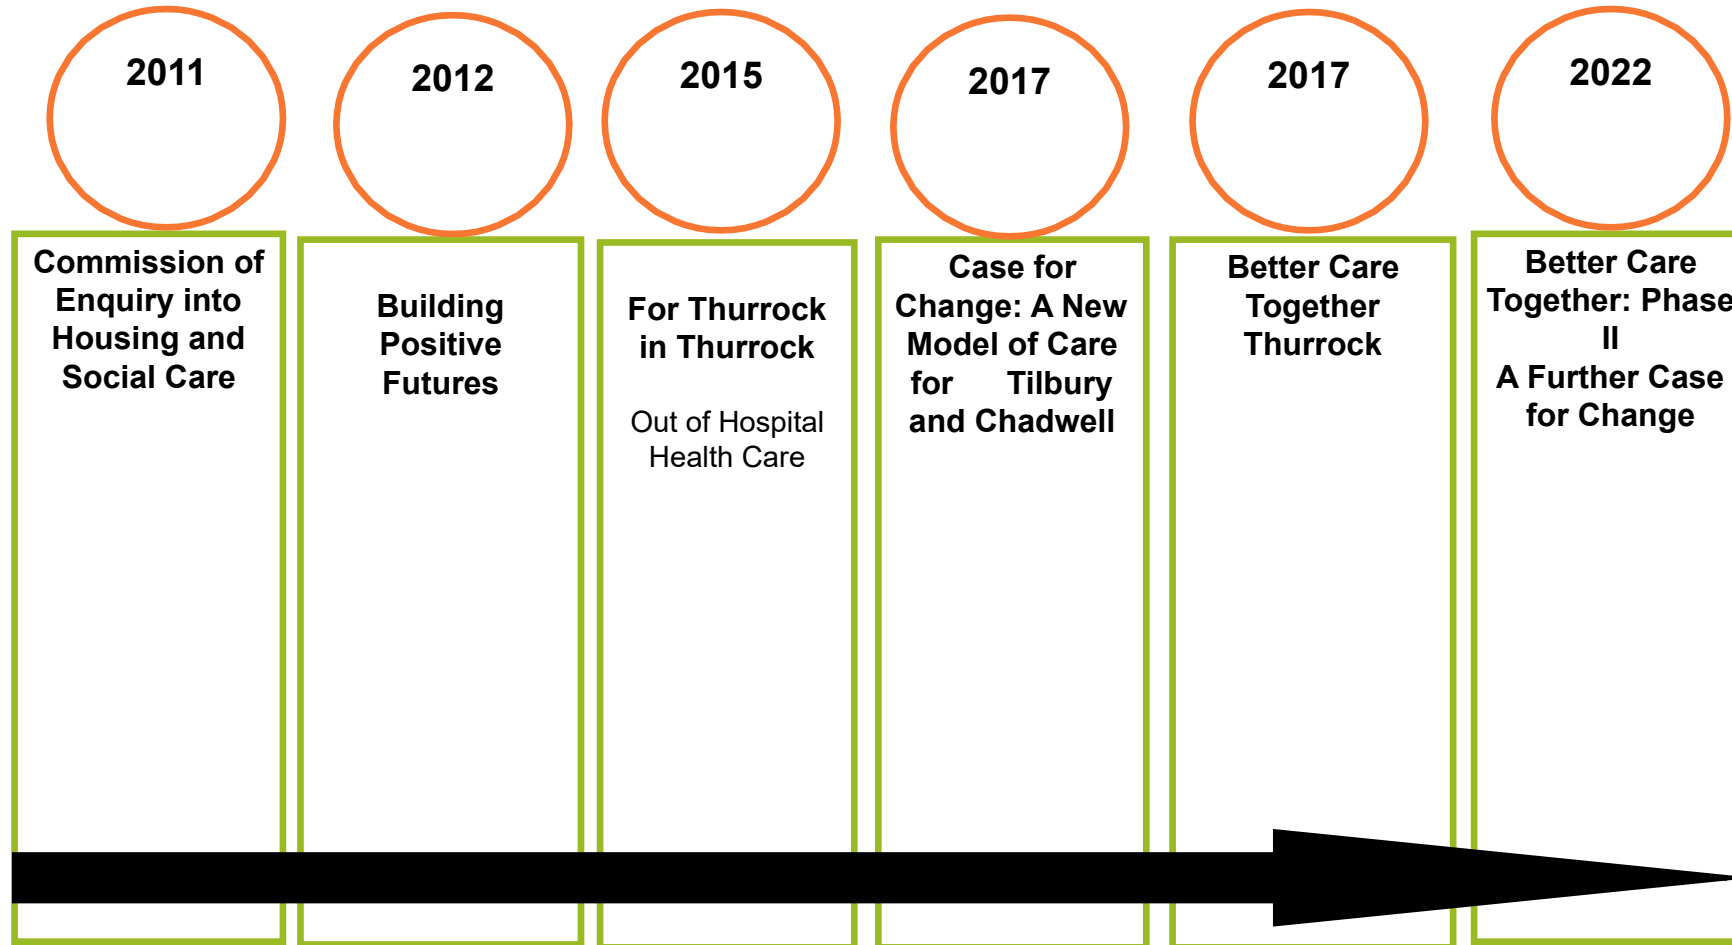 2011
Commission of
Enquiry into
Housing and
Social Care
2012
Building
Positive
Futures
2015
For Thurrock
in Thurrock
Out of Hospital
Health Care
2017
Case for
Change: A New
Model of Care
for Tilbury
and Chadwell
2017
Better Care
Together
Thurrock
2022
Better Care
Together: Phase
II
A Further Case
for Change